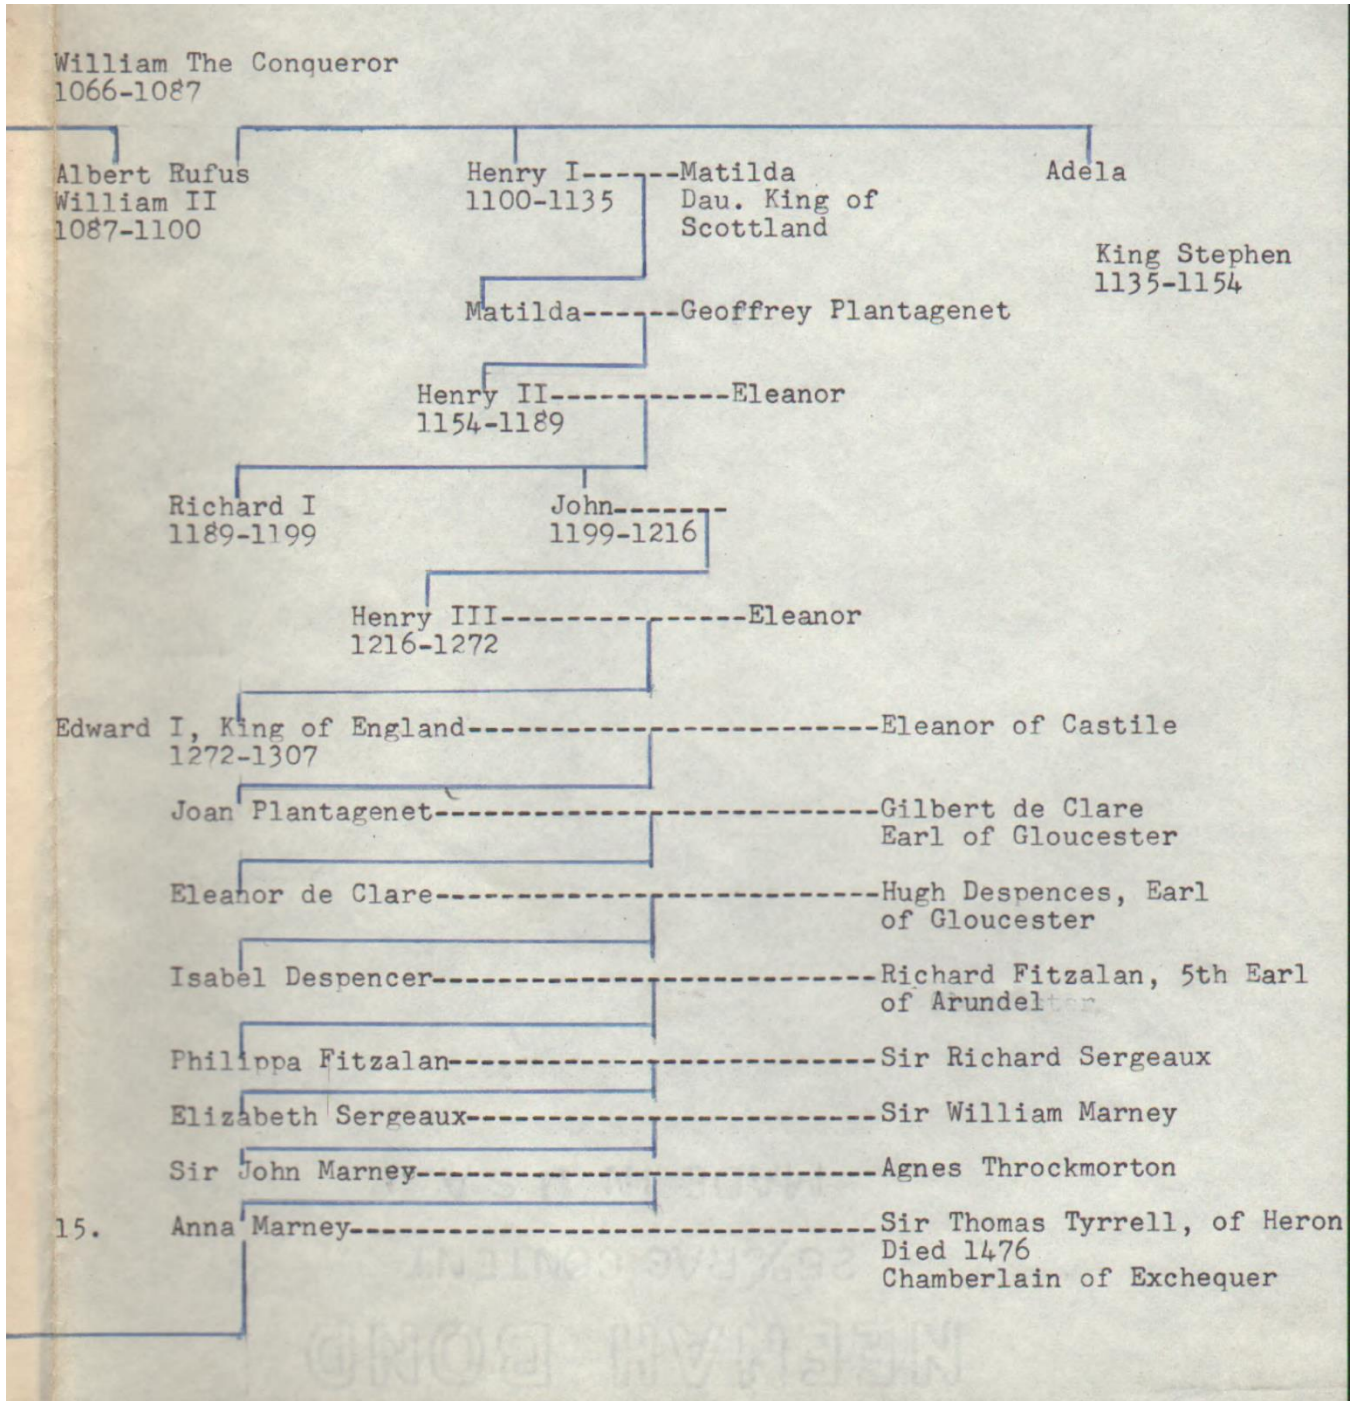 William The Conqueror
1066-1087
Albert Rufus
William II
1087-1100
Henry I------Matilda
1100-1135
Dau. King of
Scottland
Adela
King Stephen
1135-1154
Matilda------Geoffrey Plantagenet
Henry II-----------Eleanor
1154-1189
Richard I
1189-1199
John-------
1199-1216
Henry III---------------Eleanor
1216-1272
Edward I, King of England-------------------------Eleanor of Castile
1272-1307
Joan Plantagenet---------------------------Gilbert de Clare
Earl of Gloucester
Eleanor de Clare---------------------------Hugh Despences, Earl
of Gloucester
Isabel Despencer---------------------------Richard Fitzalan, 5th Earl
of Arundel
Philippa Fitzalan--------------------------Sir Richard Sergeaux
Elizabeth Sergeaux-------------------------Sir William Marney
Sir John Marney----------------------------Agnes Throckmorton
15. Anna Marney--------------------------------Sir Thomas Tyrrell, of Heron
Died 1476
Chamberlain of Exchequer
NEENAH BOND